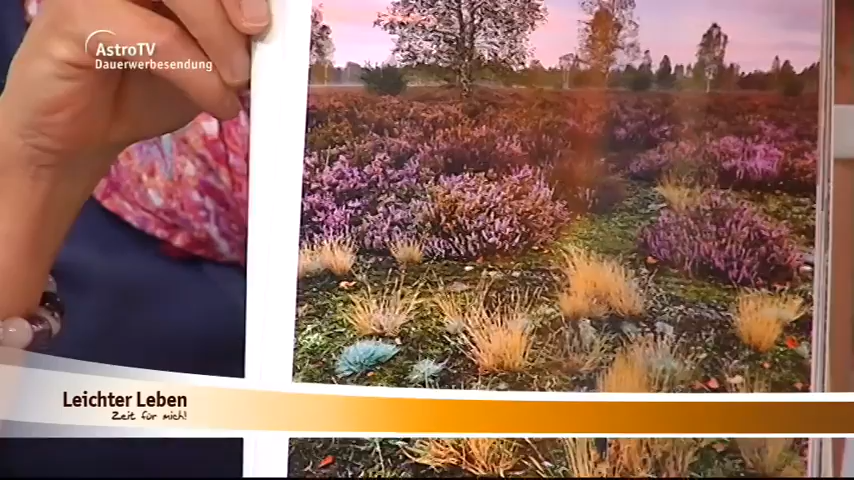 AstroTV
Dauerwerbesendung
Leichter Leben
Zeit für mich!